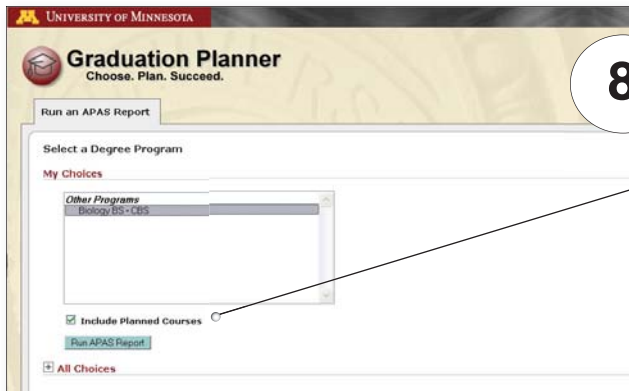 UNIVERSITY OF MINNESOTA
Graduation Planner
Choose. Plan. Succeed.
8
Run an APAS Report
Select a Degree Program
My Choices
Other Programs
Biology BS - CBS
Include Planned Courses
Run APAS Report
All Choices